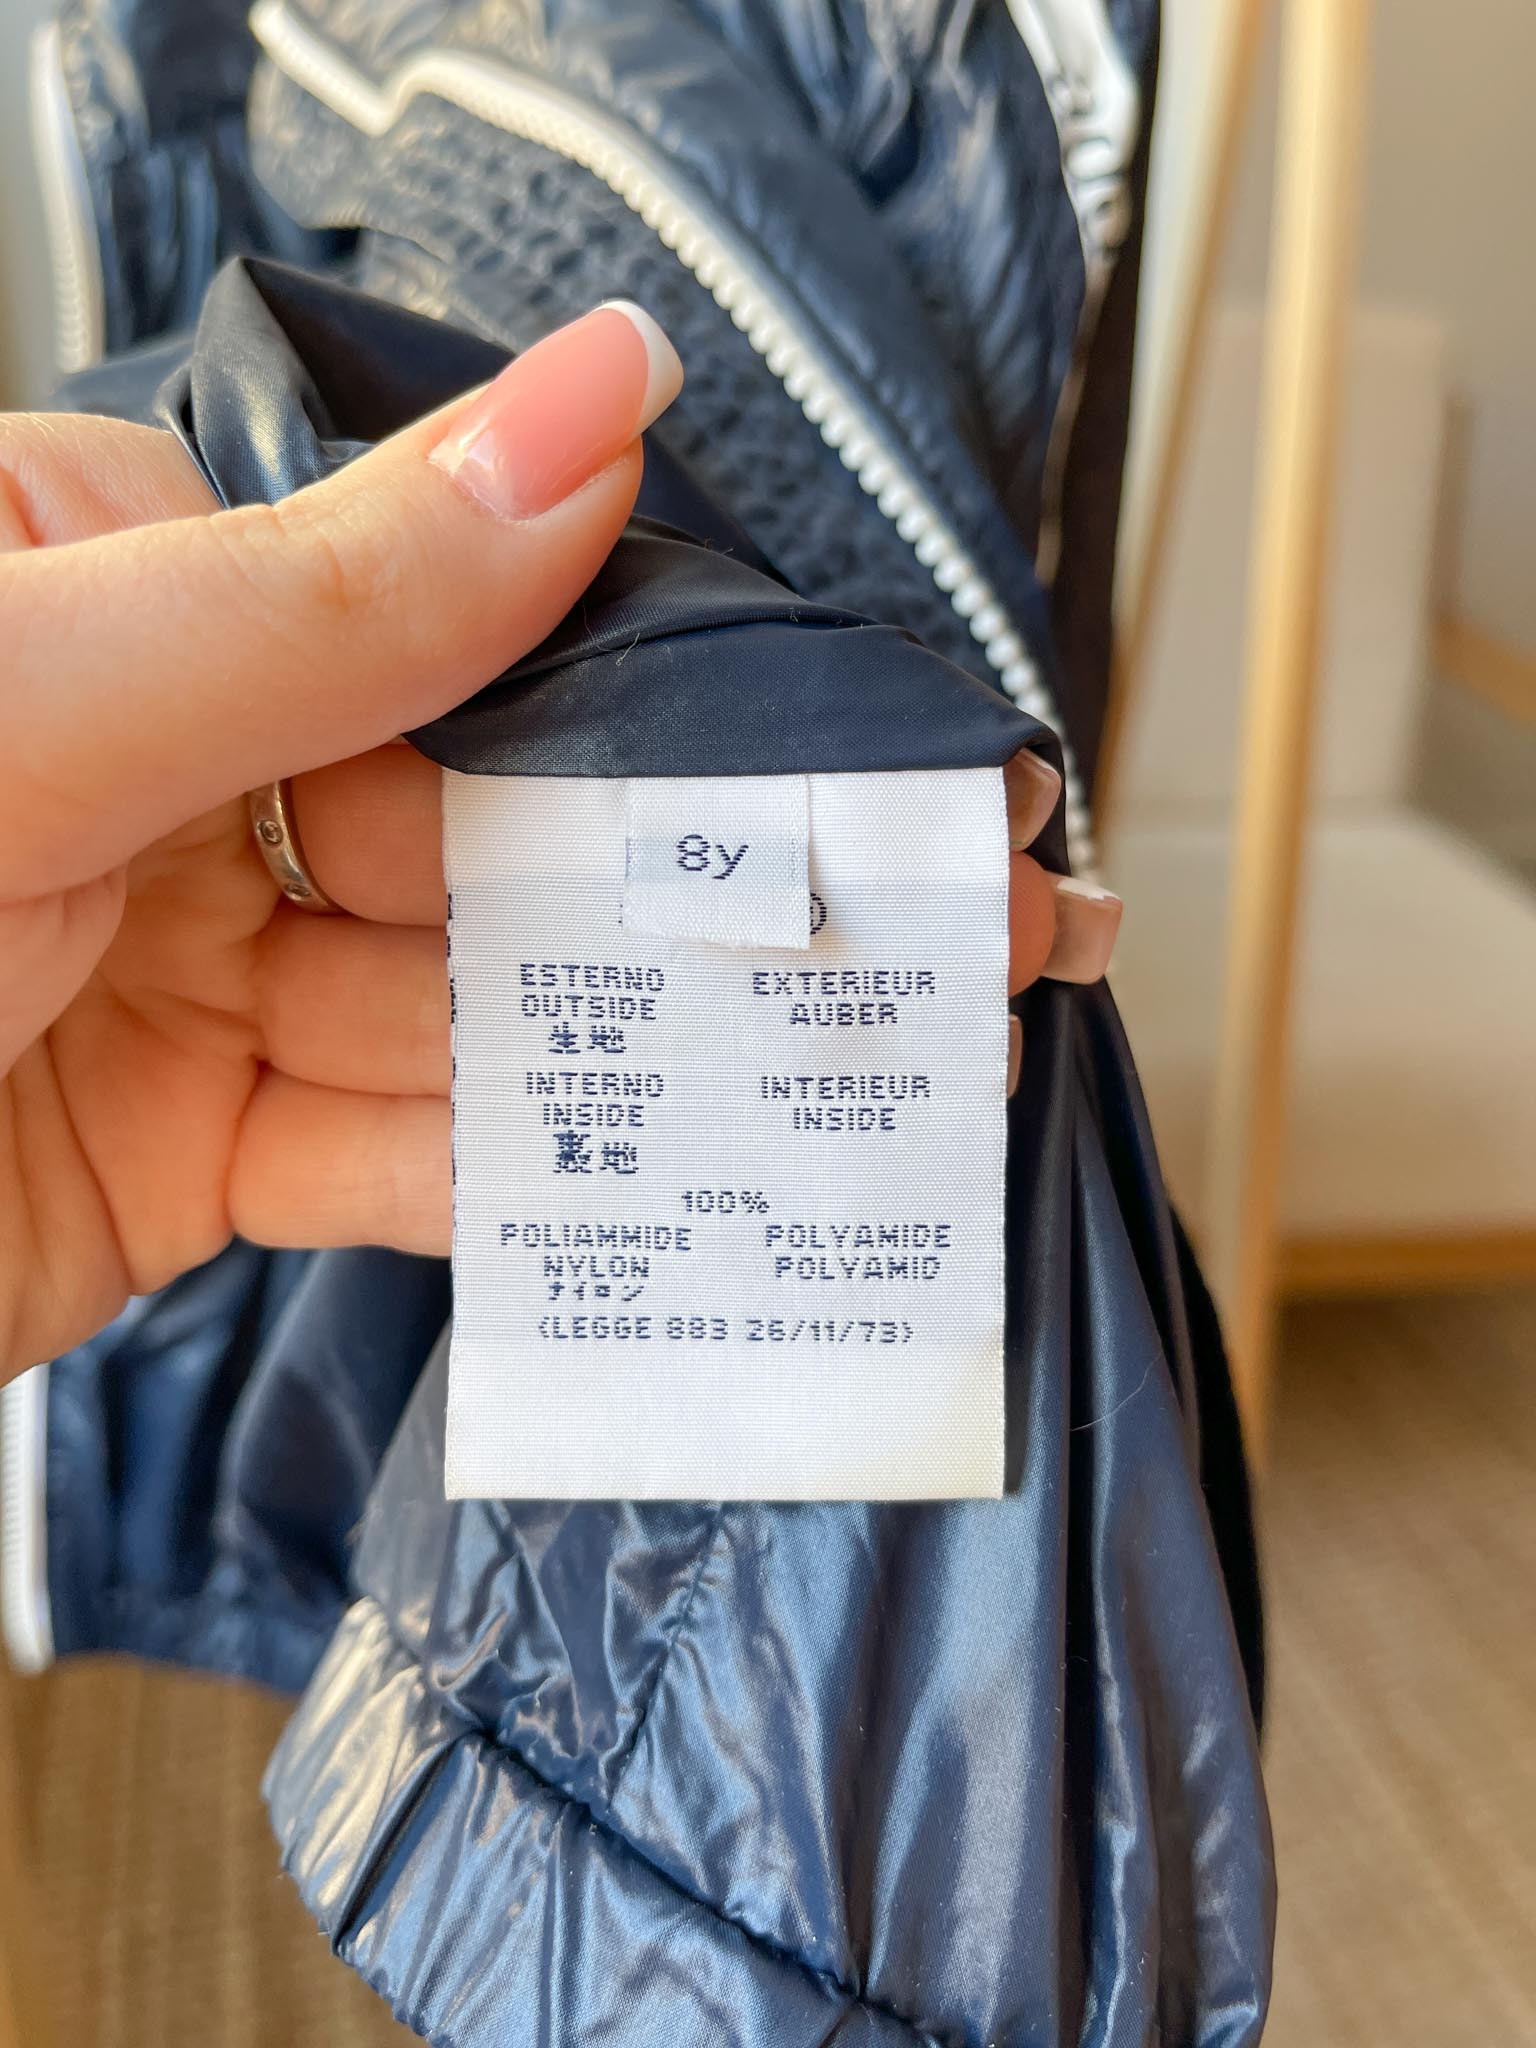 8y
ESTERNO EXTERIEUR
OUTSIDE AUBER
生地
INTERNO INTERIEUR
INSIDE INSIDE
裏地
100%
POLIAMMIDE POLYAMIDE
NYLON POLYAMID
ナイロン
(LEGGE 883 26/11/73)